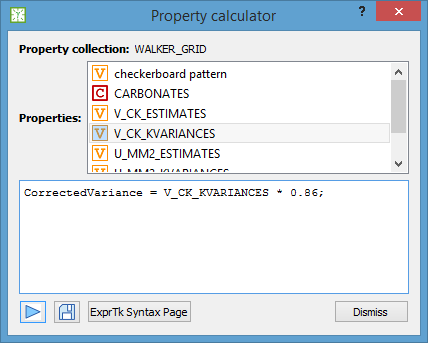 Property calculator
?
Property collection: WALKER_GRID
Properties:
V checkerboard pattern
C CARBONATES
V V_CK_ESTIMATES
V V_CK_KVARIANCES
V U_MM2_ESTIMATES
V U_MM2_KVARIANCES
CorrectedVariance = V_CK_KVARIANCES * 0.86;
ExprTk Syntax Page
Dismiss